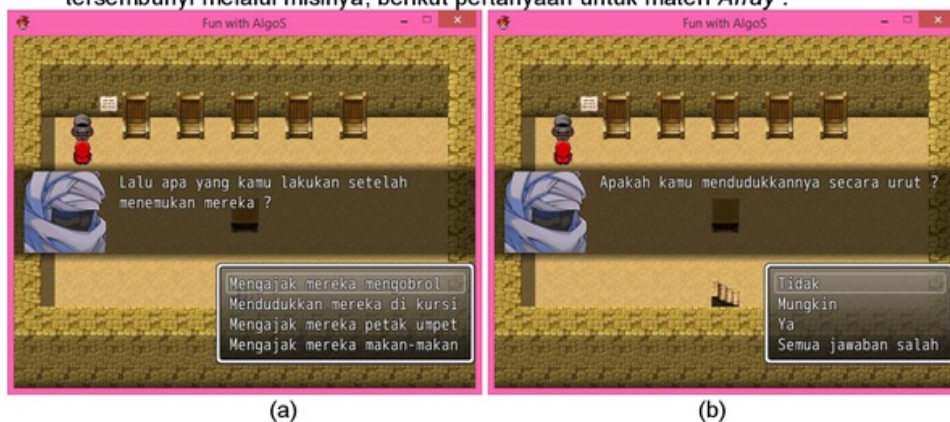 tersembunyi melalui misinya, berikut pertanyaan untuk materi Array :
Fun with AlgoS
Lalu apa yang kamu lakukan setelah
menemukan mereka ?
Mengajak mereka mengobrol
Mendudukkan mereka di kursi
Mengajak mereka petak umpet
Mengajak mereka makan-makan
(a)
Fun with AlgoS
Apakah kamu mendudukkannya secara urut ?
Tidak
Mungkin
Ya
Semua jawaban salah
(b)